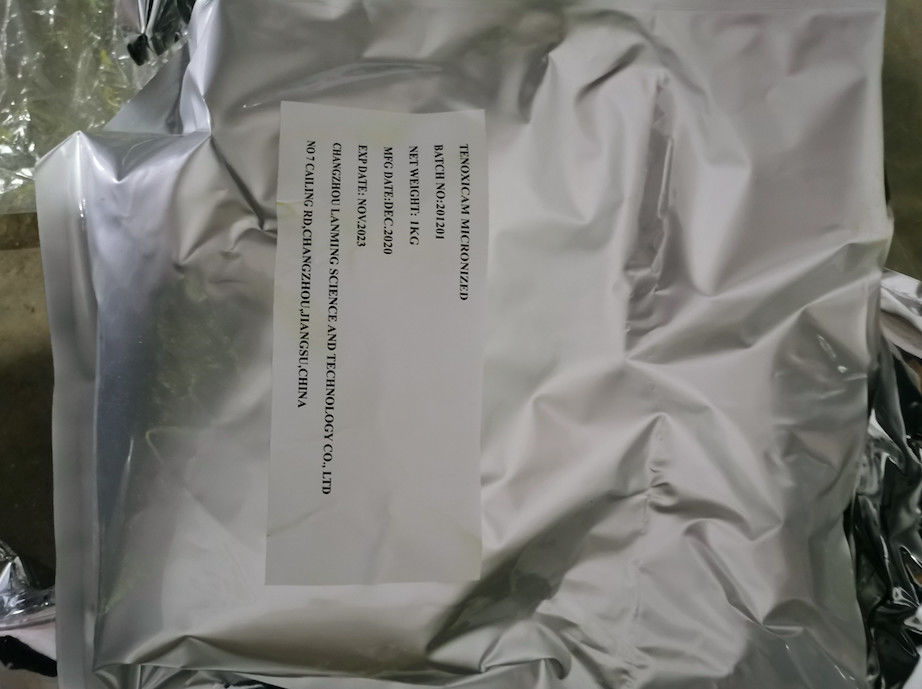 TENOXICAM MICRONIZED
BATCH NO:201201
NET WEIGHT: 1KG
MFG DATE:DEC.2020
EXP DATE: NOV.2023
CHANGZHOU LANMING SCIENCE AND TECHNOLOGY CO., LTD
NO 7 CAILING RD,CHANGZHOU,JIANGSU,CHINA